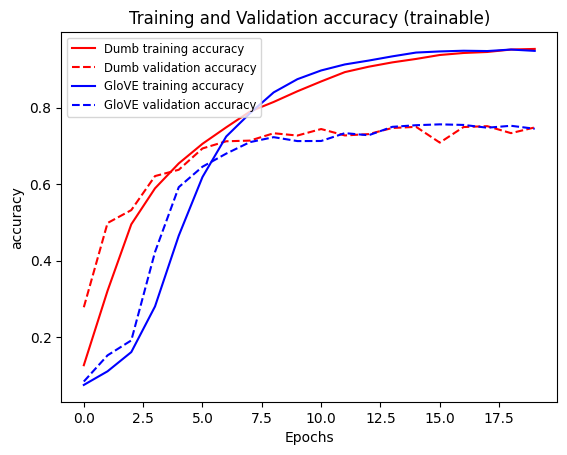 Training and Validation accuracy (trainable)
Dumb training accuracy
Dumb validation accuracy
GloVE training accuracy
GloVE validation accuracy
accuracy
0.8
0.6
0.4
0.2
0.0 2.5 5.0 7.5 10.0 12.5 15.0 17.5
Epochs